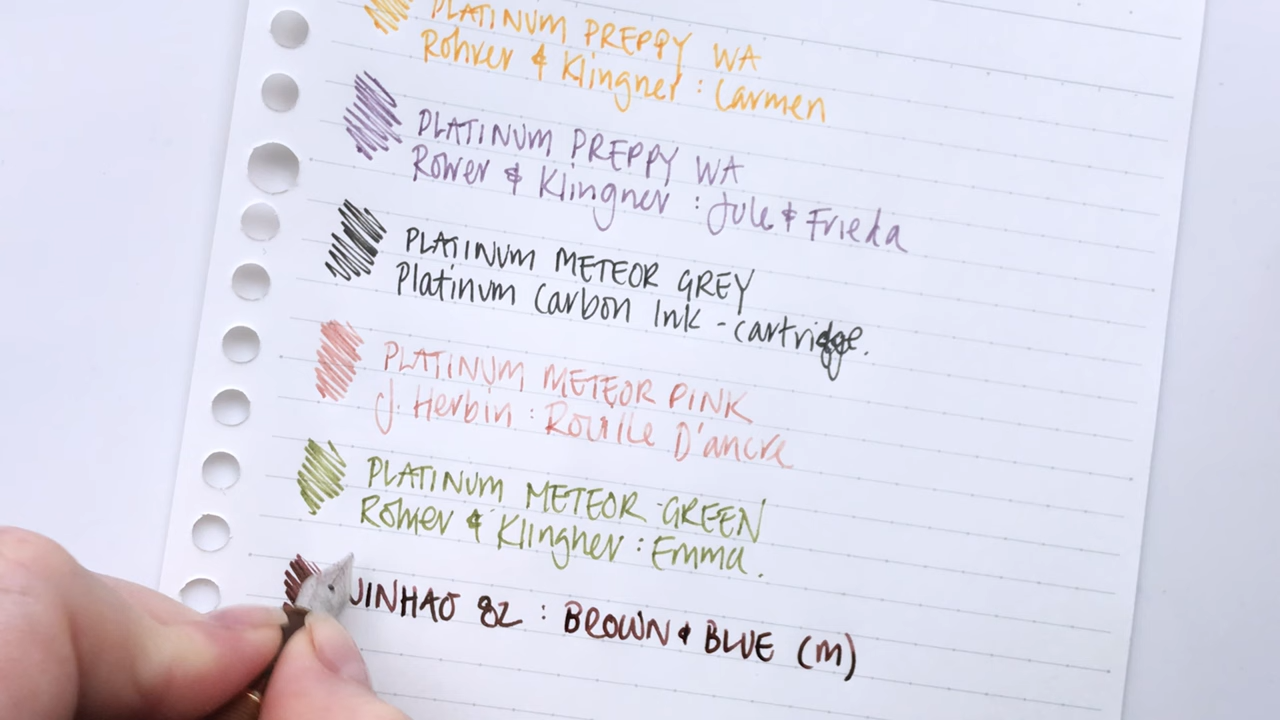 PLATINUM PREPPY WA
Rohrer & Klingner : Carmen
PLATINUM PREPPY WA
Rohrer & Klingner : Jule & Frieda
PLATINUM METEOR GREY
Platinum Carbon Ink - cartridge.
PLATINUM METEOR PINK
J. Herbin : Rouille D'ancre
PLATINUM METEOR GREEN
Rohrer & Klingner : Emma.
JINHAO 82 : BROWN & BLUE (M)